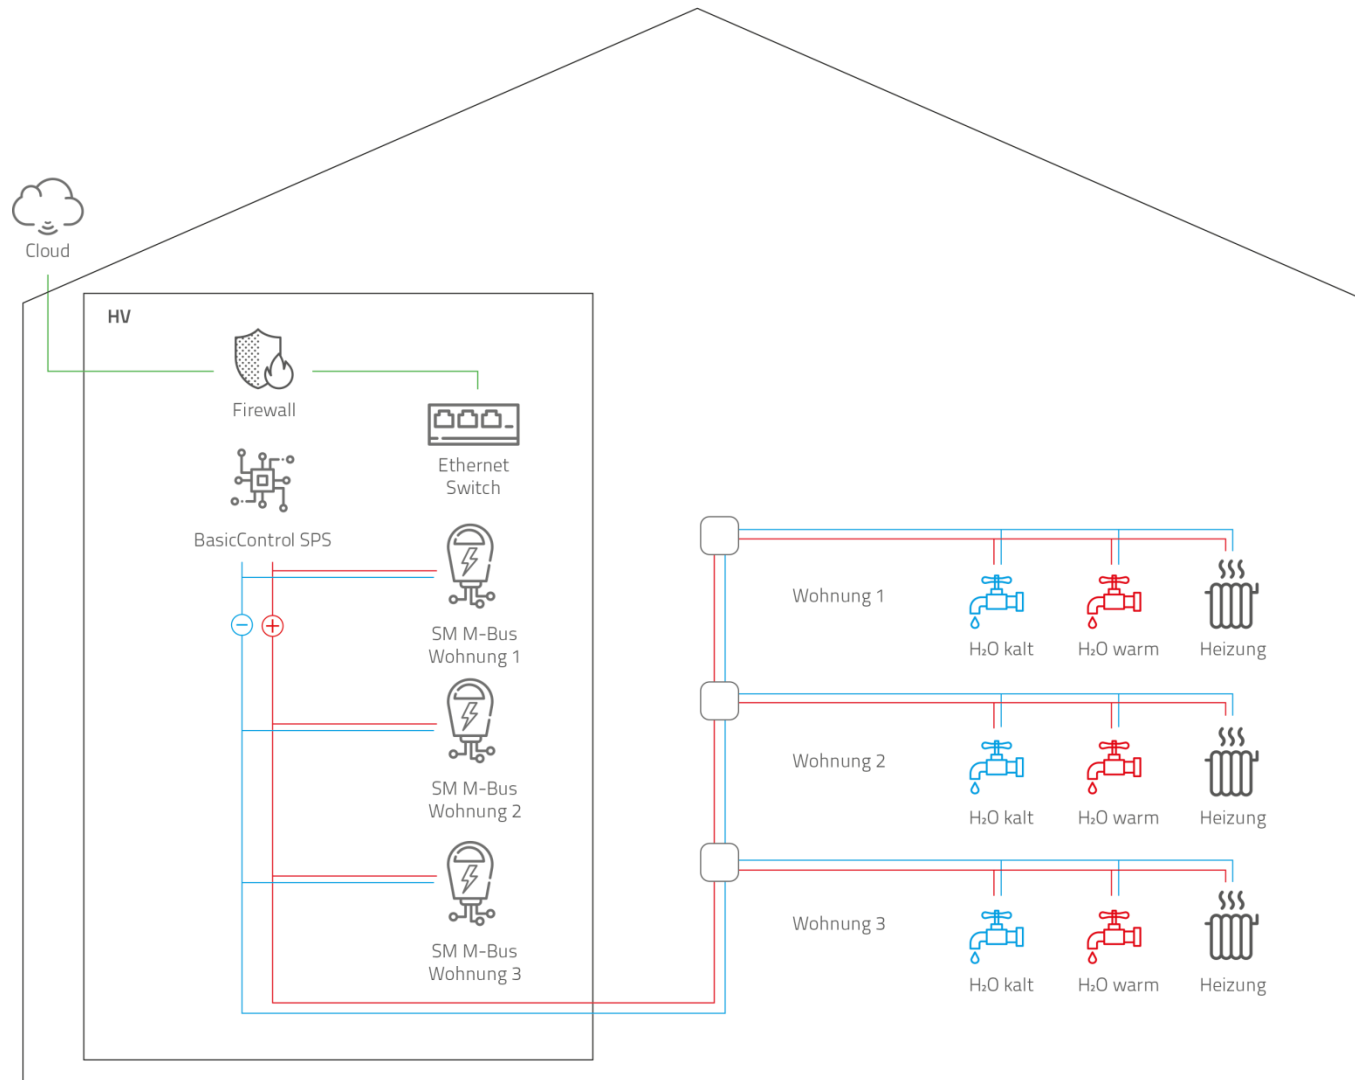 Cloud
HV
Firewall
Ethernet
Switch
BasicControl SPS
SM M-Bus
Wohnung 1
SM M-Bus
Wohnung 2
SM M-Bus
Wohnung 3
Wohnung 1
H₂O kalt
H₂O warm
Heizung
Wohnung 2
H₂O kalt
H₂O warm
Heizung
Wohnung 3
H₂O kalt
H₂O warm
Heizung